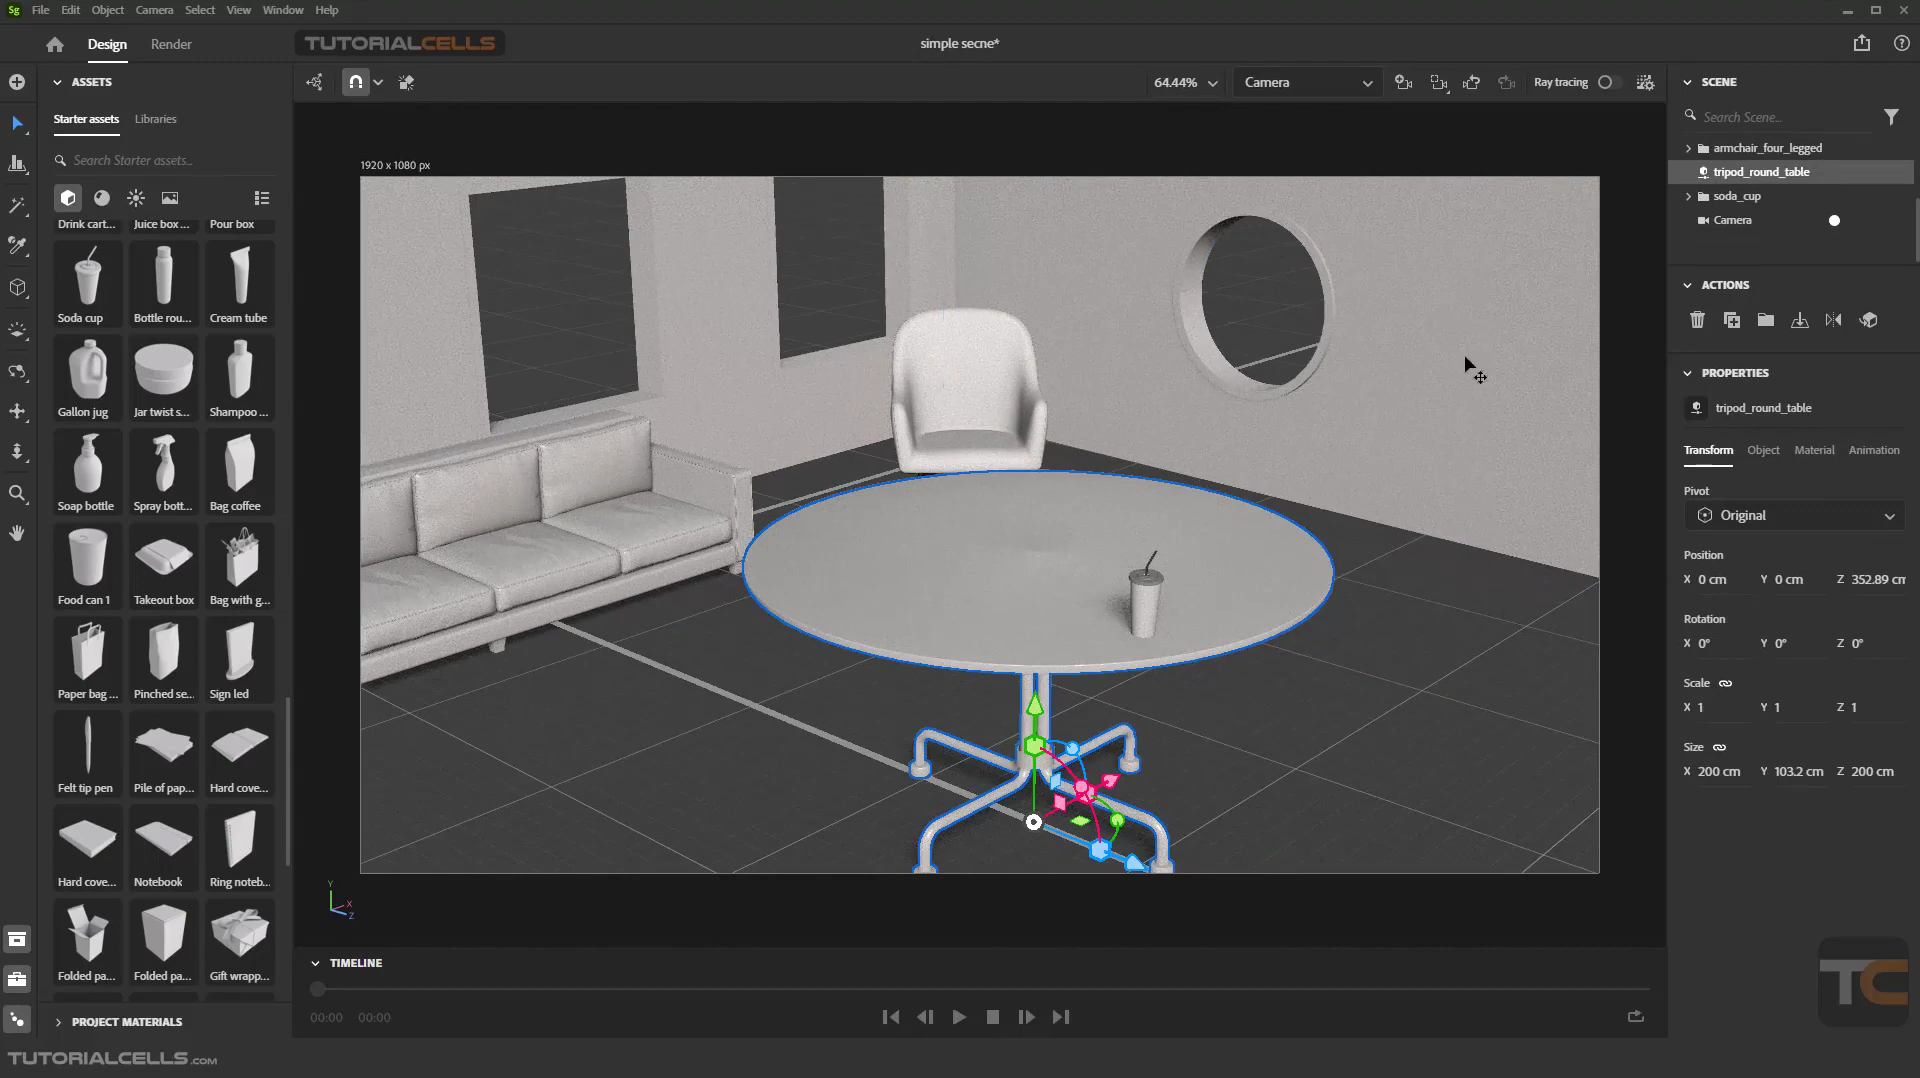 Sg File Edit Object Camera Select View Window Help
Design Render TUTORIALCELLS simple secne*
ASSETS
Starter assets Libraries
Search Starter assets...
Drink cart... Juice box ... Pour box
Soda cup Bottle rou... Cream tube
Gallon jug Jar twist s... Shampoo ...
Soap bottle Spray bott... Bag coffee
Food can 1 Takeout box Bag with g...
Paper bag ... Pinched se... Sign led
Felt tip pen Pile of pap... Hard cove...
Hard cove... Notebook Ring noteb...
Folded pa... Folded pa... Gift wrapp...
PROJECT MATERIALS
TUTORIALCELLS.COM
64.44% Camera Ray tracing
1920 x 1080 px
Y
X
Z
TIMELINE
00:00 00:00
SCENE
Search Scene...
armchair_four_legged
tripod_round_table
soda_cup
Camera
ACTIONS
PROPERTIES
tripod_round_table
Transform Object Material Animation
Pivot
Original
Position
X 0 cm Y 0 cm Z 352.89 cm
Rotation
X 0° Y 0° Z 0°
Scale
X 1 Y 1 Z 1
Size
X 200 cm Y 103.2 cm Z 200 cm
TC